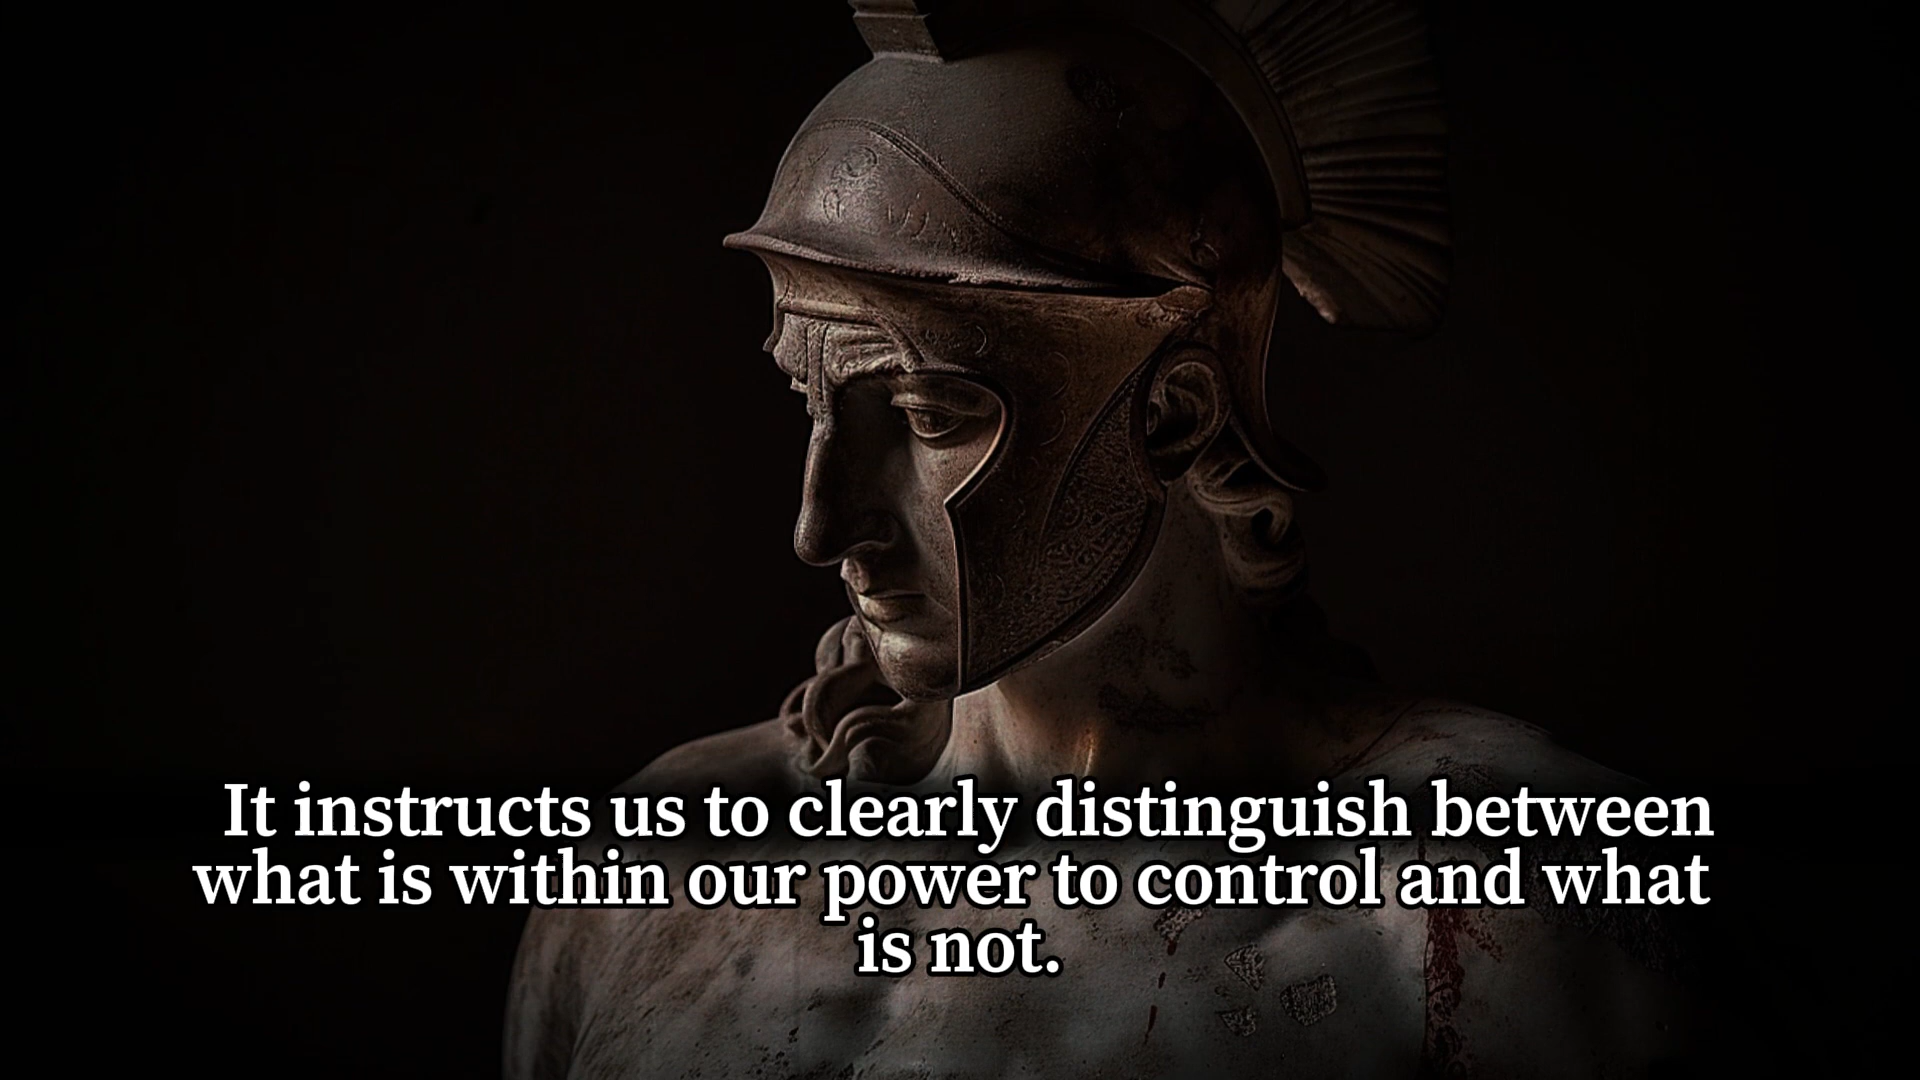 It instructs us to clearly distinguish between
what is within our power to control and what
is not.